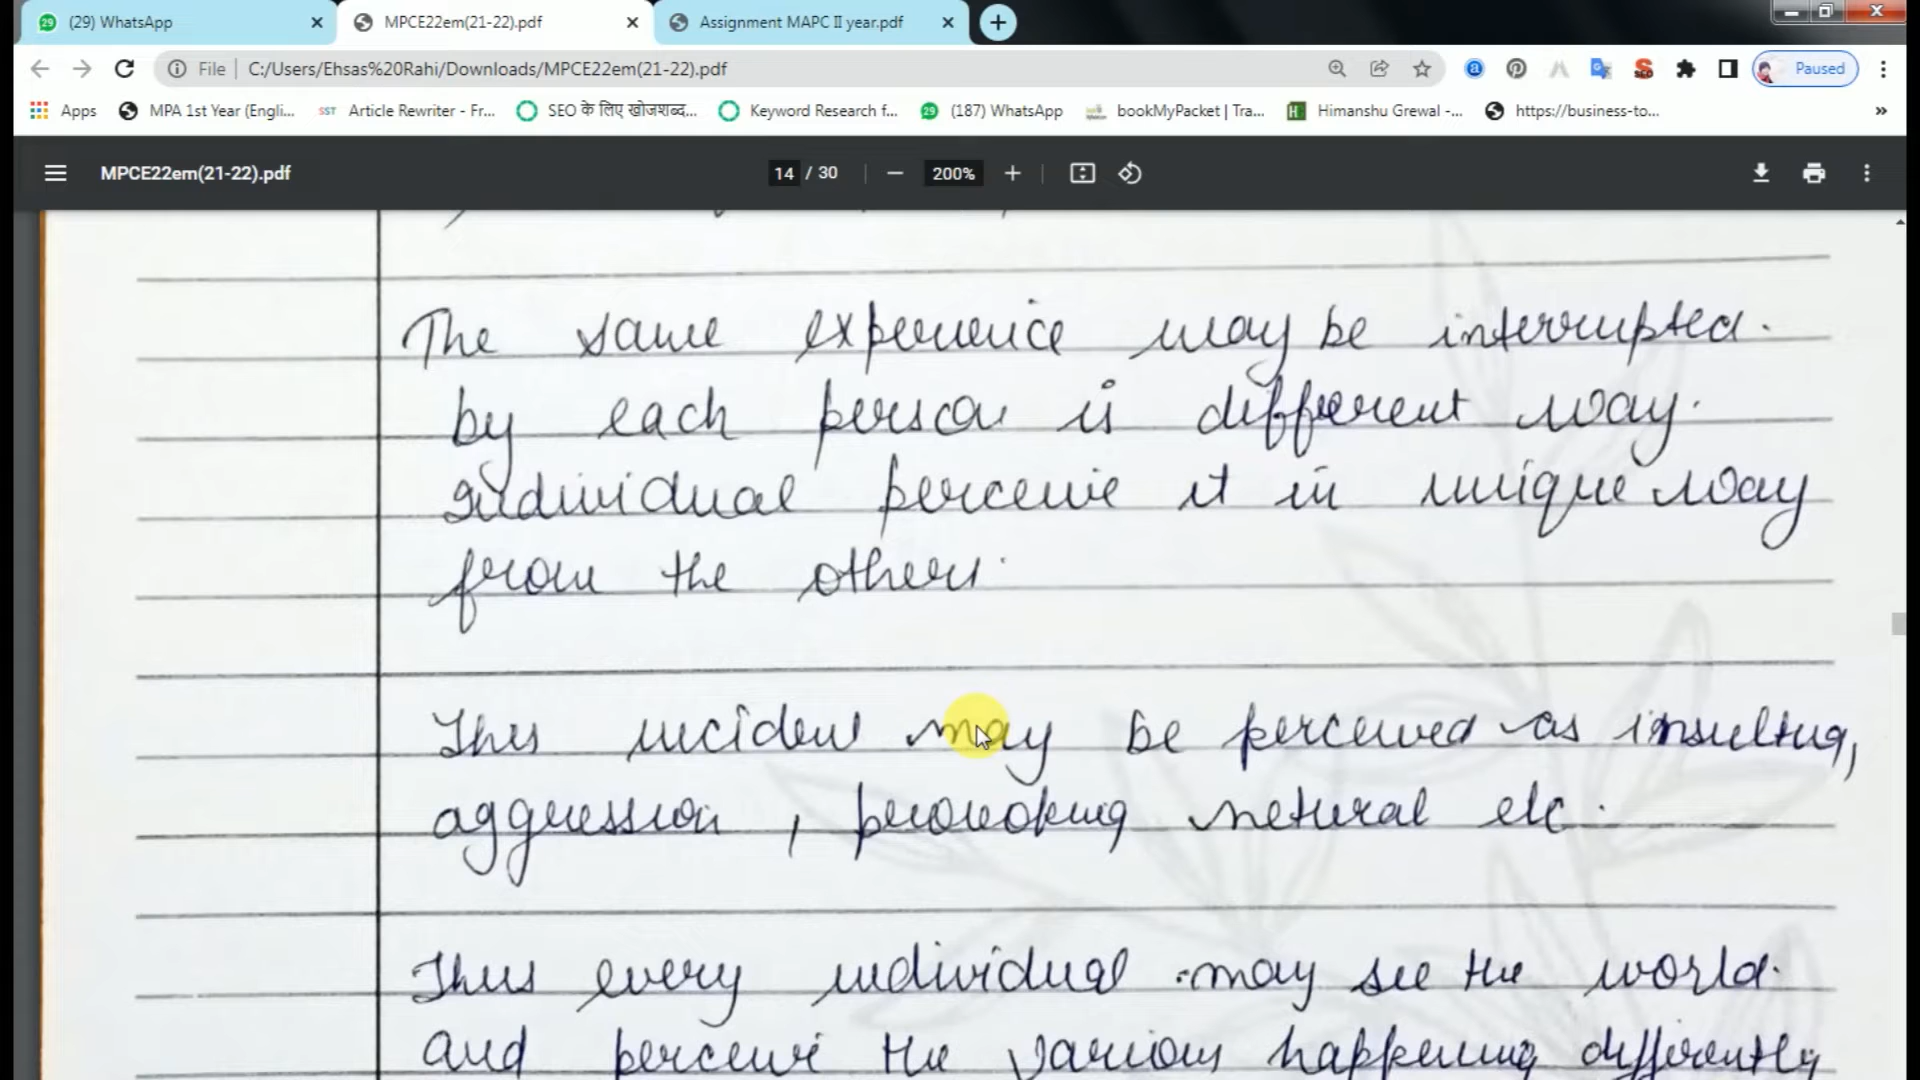 (29) WhatsApp
MPCE22em(21-22).pdf
Assignment MAPC II year.pdf
File
C:/Users/Ehsas%20Rahi/Downloads/MPCE22em(21-22).pdf
Paused
Apps
MPA 1st Year (Engli...
SST Article Rewriter - Fr...
SEO के लिए खोजशब्द...
Keyword Research f...
(187) WhatsApp
bookMyPacket | Tra...
Himanshu Grewal -...
https://business-to...
MPCE22em(21-22).pdf
14 / 30
200%
The same experience may be interrupted.
by each person is different way.
individual perceive it in unique way
from the others.
This incident may be perceived as insulting,
aggression, provoking netural etc.
Thus every individual may see the world.
and perceive the various happening differently